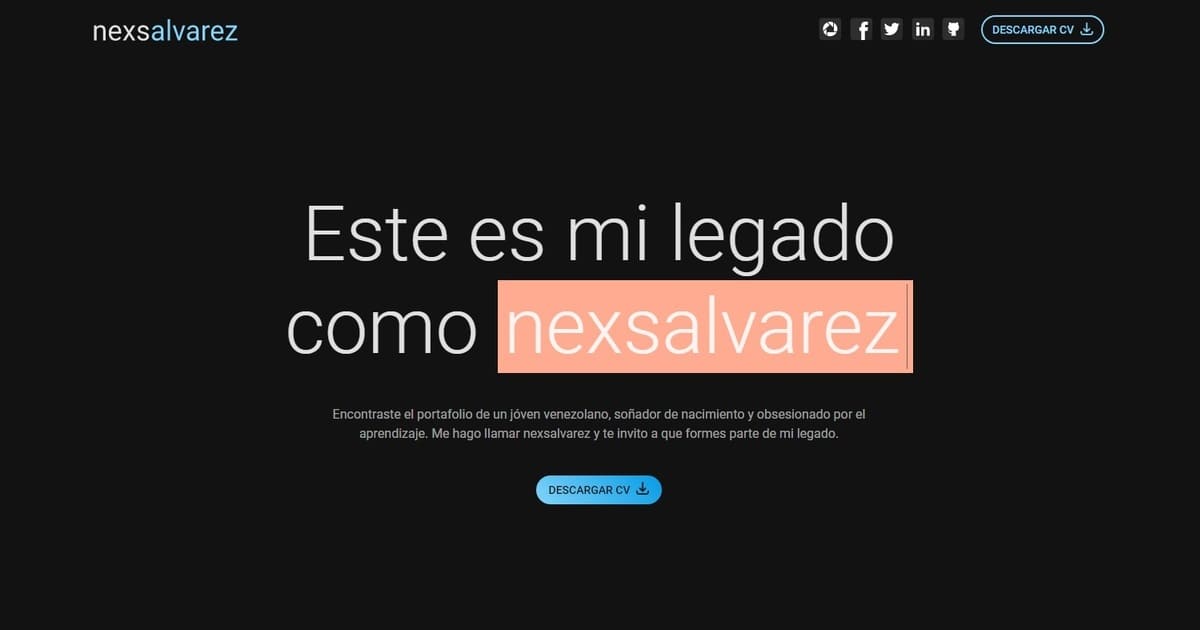 nexsalvarez
DESCARGAR CV
Este es mi legado
como nexsalvarez
Encontraste el portafolio de un jóven venezolano, soñador de nacimiento y obsesionado por el
aprendizaje. Me hago llamar nexsalvarez y te invito a que formes parte de mi legado.
DESCARGAR CV